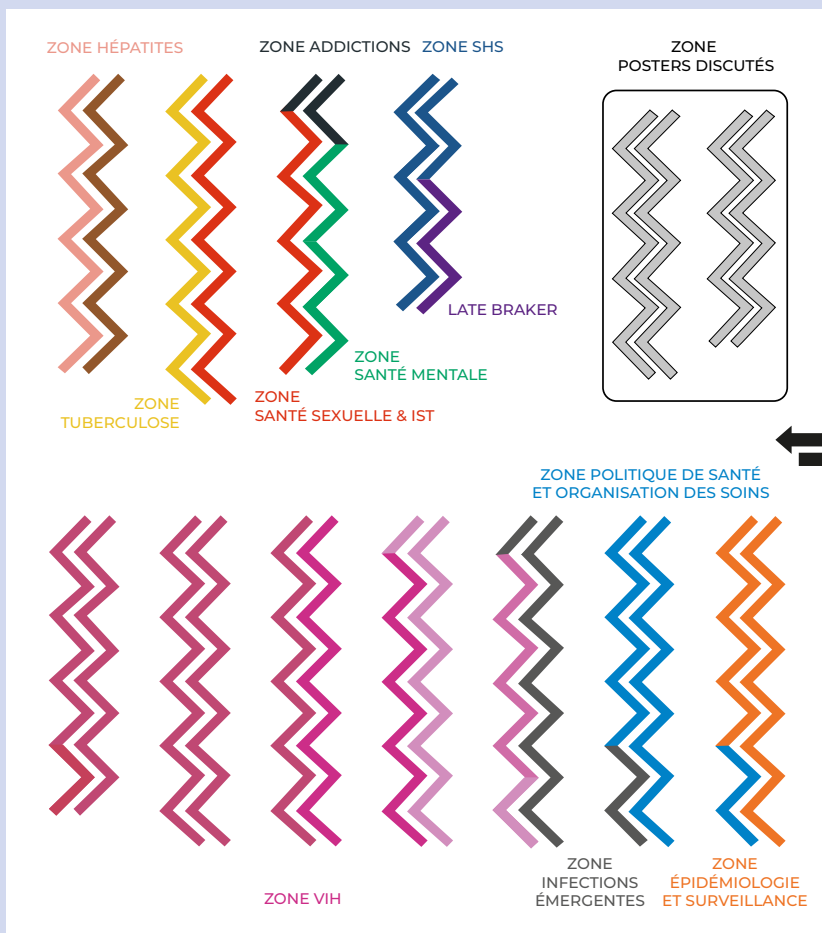 ZONE HÉPATITES
ZONE ADDICTIONS
ZONE SHS
ZONE
POSTERS DISCUTÉS
LATE BRAKER
ZONE
SANTÉ MENTALE
ZONE
TUBERCULOSE
ZONE
SANTÉ SEXUELLE & IST
ZONE POLITIQUE DE SANTÉ
ET ORGANISATION DES SOINS
ZONE VIH
ZONE
INFECTIONS
ÉMERGENTES
ZONE
ÉPIDÉMIOLOGIE
ET SURVEILLANCE